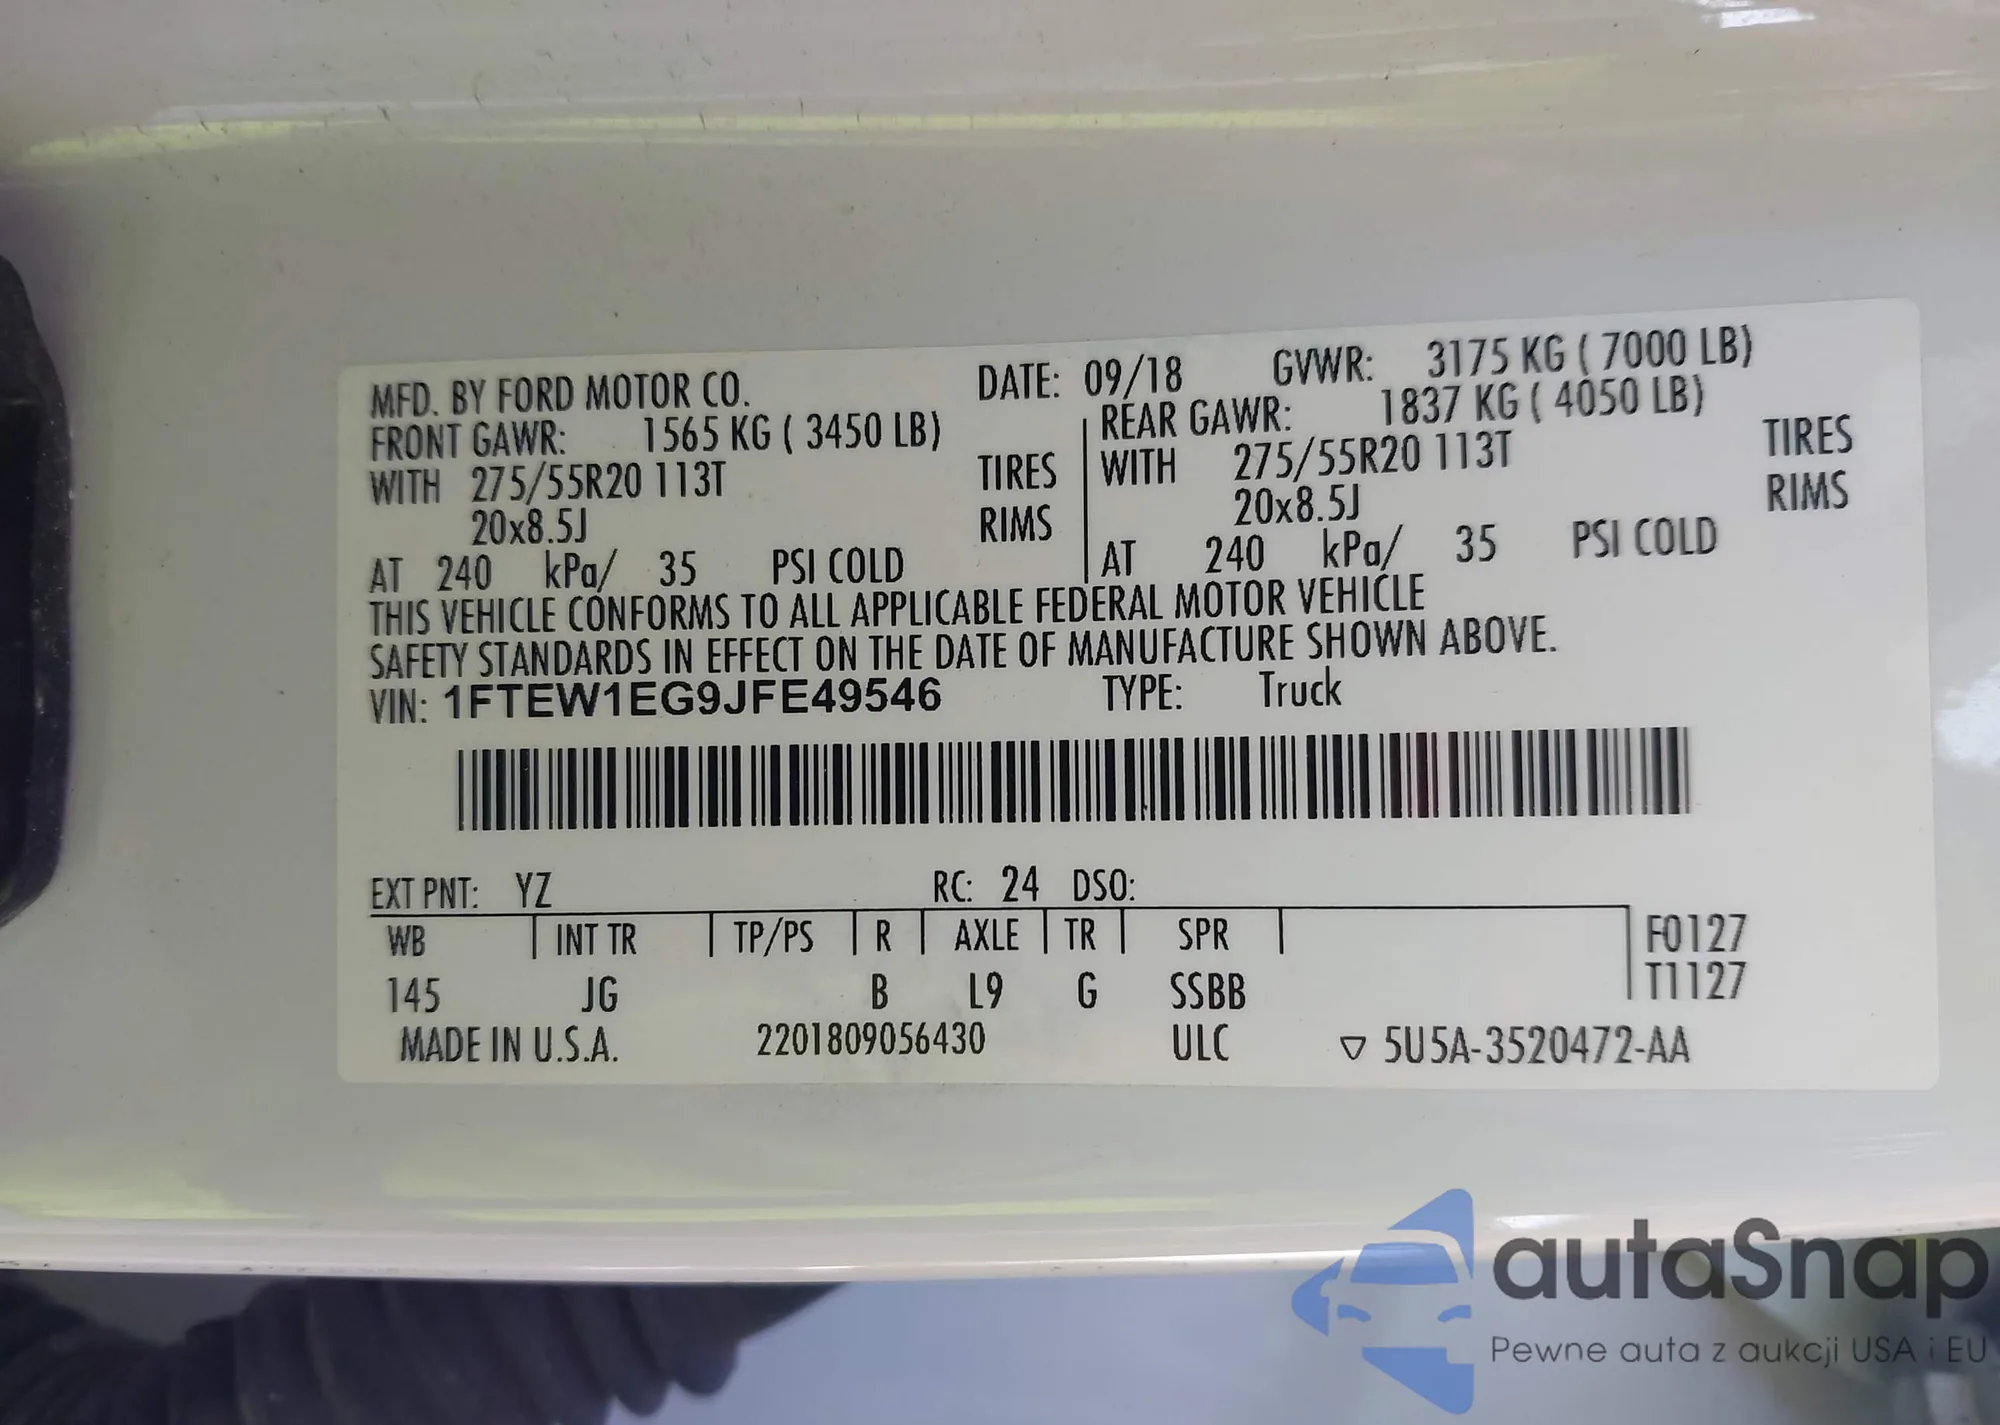 MFD. BY FORD MOTOR CO. DATE: 09/18 GVWR: 3175 KG ( 7000 LB)
FRONT GAWR: 1565 KG ( 3450 LB) REAR GAWR: 1837 KG ( 4050 LB)
WITH 275/55R20 113T TIRES WITH 275/55R20 113T TIRES
20x8.5J RIMS 20x8.5J RIMS
AT 240 kPa/ 35 PSI COLD AT 240 kPa/ 35 PSI COLD
THIS VEHICLE CONFORMS TO ALL APPLICABLE FEDERAL MOTOR VEHICLE
SAFETY STANDARDS IN EFFECT ON THE DATE OF MANUFACTURE SHOWN ABOVE.
VIN: 1FTEW1EG9JFE49546 TYPE: Truck
EXT PNT: YZ RC: 24 DSO:
WB INT TR TP/PS R AXLE TR SPR F0127
145 JG B L9 G SSBB T1127
MADE IN U.S.A. 2201809056430 ULC ▽ 5U5A-3520472-AA
autaSnap
Pewne auta z aukcji USA i EU